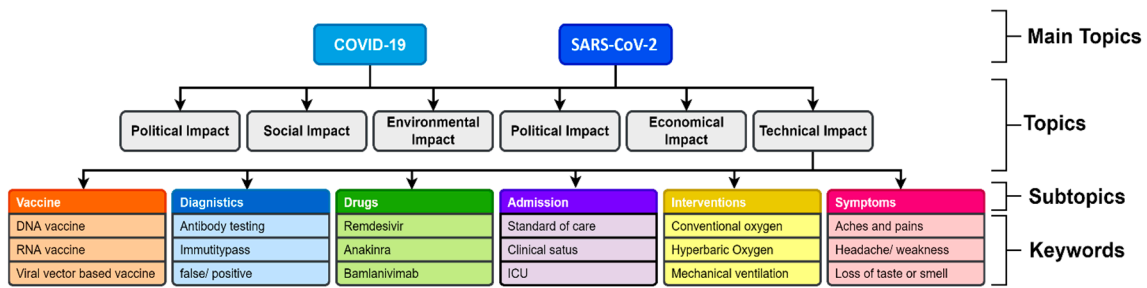 COVID-19
SARS-CoV-2
Main Topics
Political Impact
Social Impact
Environmental
Impact
Political Impact
Economical
Impact
Technical Impact
Topics
Vaccine
Diagnostics
Drugs
Admission
Interventions
Symptoms
Subtopics
DNA vaccine
Antibody testing
Remdesivir
Standard of care
Conventional oxygen
Aches and pains
RNA vaccine
Immutitypass
Anakinra
Clinical satus
Hyperbaric Oxygen
Headache/ weakness
Keywords
Viral vector based vaccine
false/ positive
Bamlanivimab
ICU
Mechanical ventilation
Loss of taste or smell